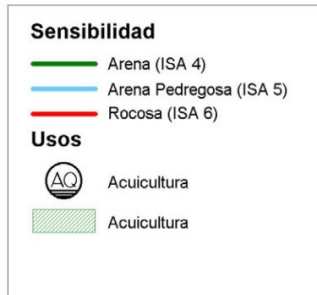 Sensibilidad
Arena (ISA 4)
Arena Pedregosa (ISA 5)
Rocosa (ISA 6)
Usos
AQ Acuicultura
Acuicultura